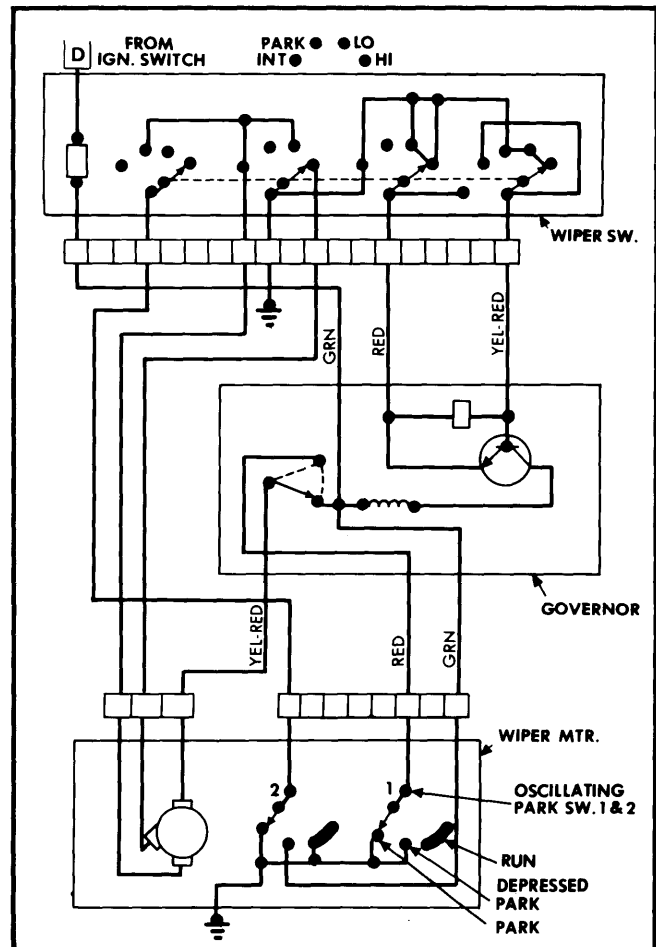 D
FROM
IGN. SWITCH
PARK LO
INT HI
WIPER SW.
GRN
RED
YEL-RED
GOVERNOR
YEL-RED
RED
GRN
WIPER MTR.
2
1
OSCILLATING
PARK SW. 1 & 2
RUN
DEPRESSED
PARK
PARK